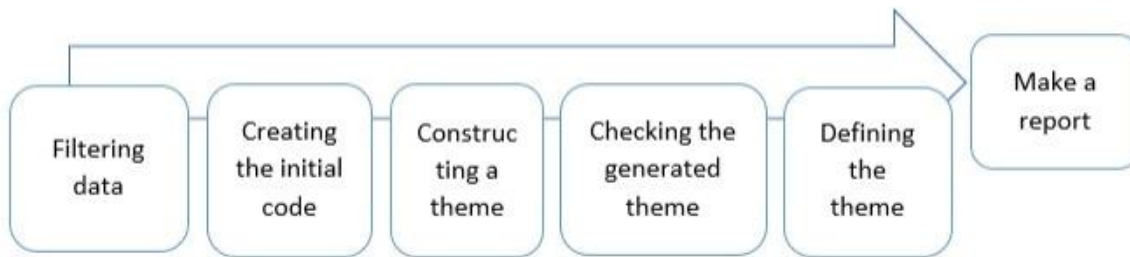 Filtering
data
Creating
the initial
code
Construc
ting a
theme
Checking the
generated
theme
Defining
the
theme
Make a
report